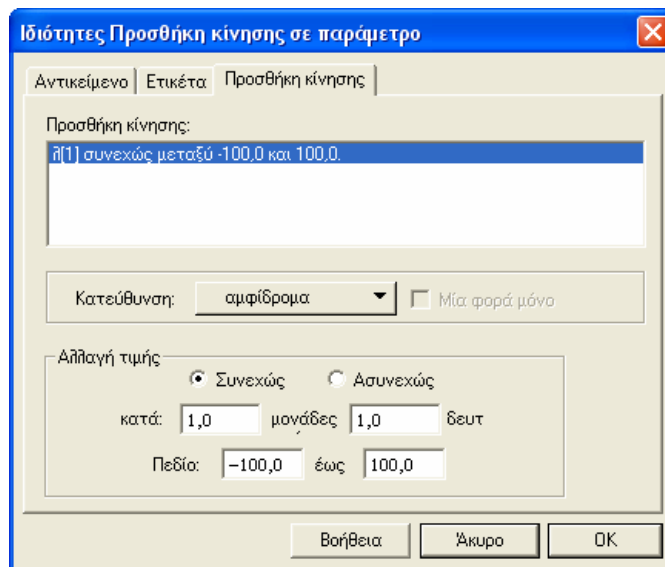 Ιδιότητες Προσθήκη κίνησης σε παράμετρο
Αντικείμενο Ετικέτα Προσθήκη κίνησης
Προσθήκη κίνησης:
λ[1] συνεχώς μεταξύ -100,0 και 100,0.
Κατεύθυνση: αμφίδρομα Μία φορά μόνο
Αλλαγή τιμής
Συνεχώς Ασυνεχώς
κατά: 1,0 μονάδες 1,0 δευτ
Πεδίο: −100,0 έως 100,0
Βοήθεια Άκυρο OK